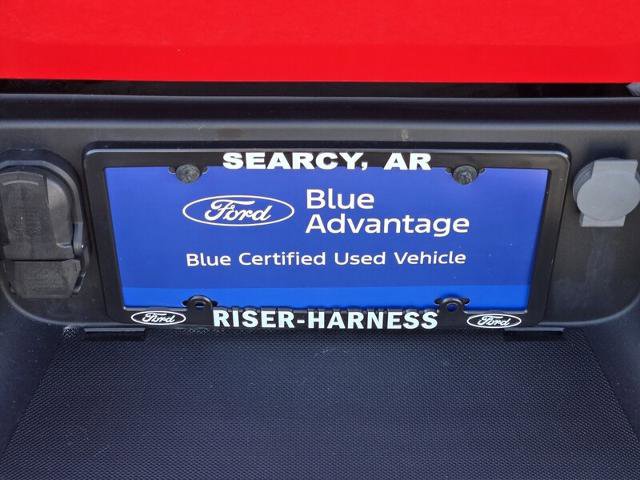 SEARCY, AR
Ford
Blue
Advantage
Blue Certified Used Vehicle
Ford RISER-HARNESS Ford